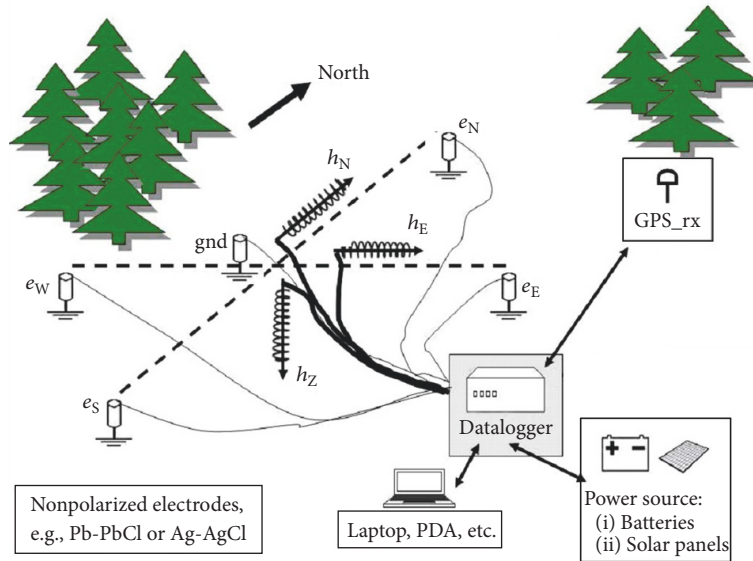 North
e_N
h_N
GPS_rx
gnd
h_E
e_W
e_E
h_Z
e_S
Datalogger
Nonpolarized electrodes,
e.g., Pb-PbCl or Ag-AgCl
Laptop, PDA, etc.
Power source:
(i) Batteries
(ii) Solar panels